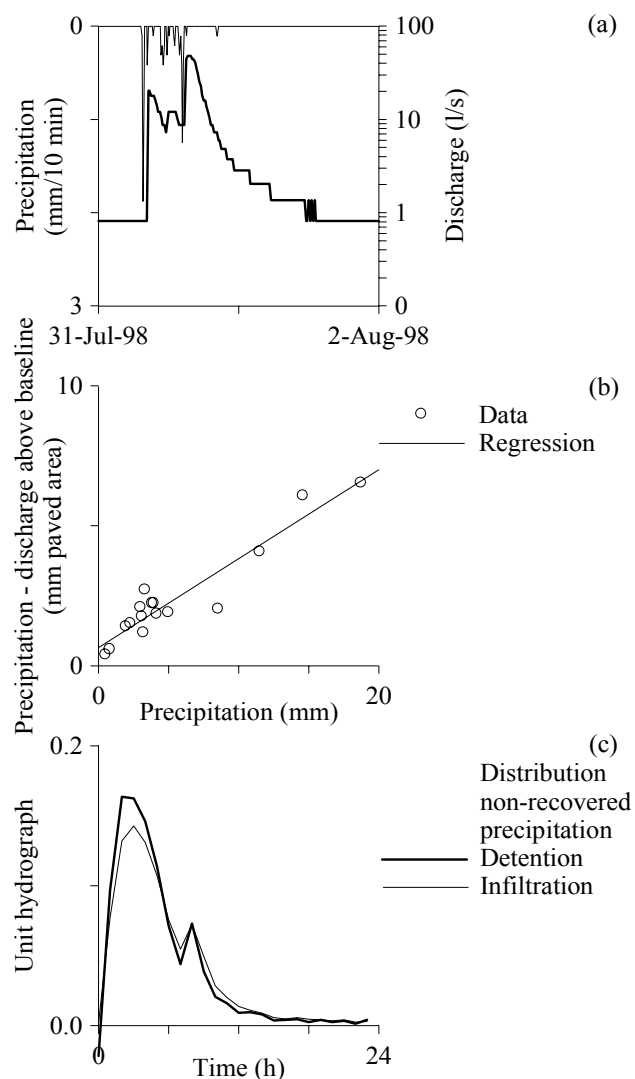 (a)
0
100
10
1
0
3
Precipitation
(mm/10 min)
Discharge (l/s)
31-Jul-98
2-Aug-98
(b)
10
0
Precipitation - discharge above baseline
(mm paved area)
Data
Regression
0
Precipitation (mm)
20
(c)
0.2
0.0
Unit hydrograph
Distribution
non-recovered
precipitation
Detention
Infiltration
0
Time (h)
24